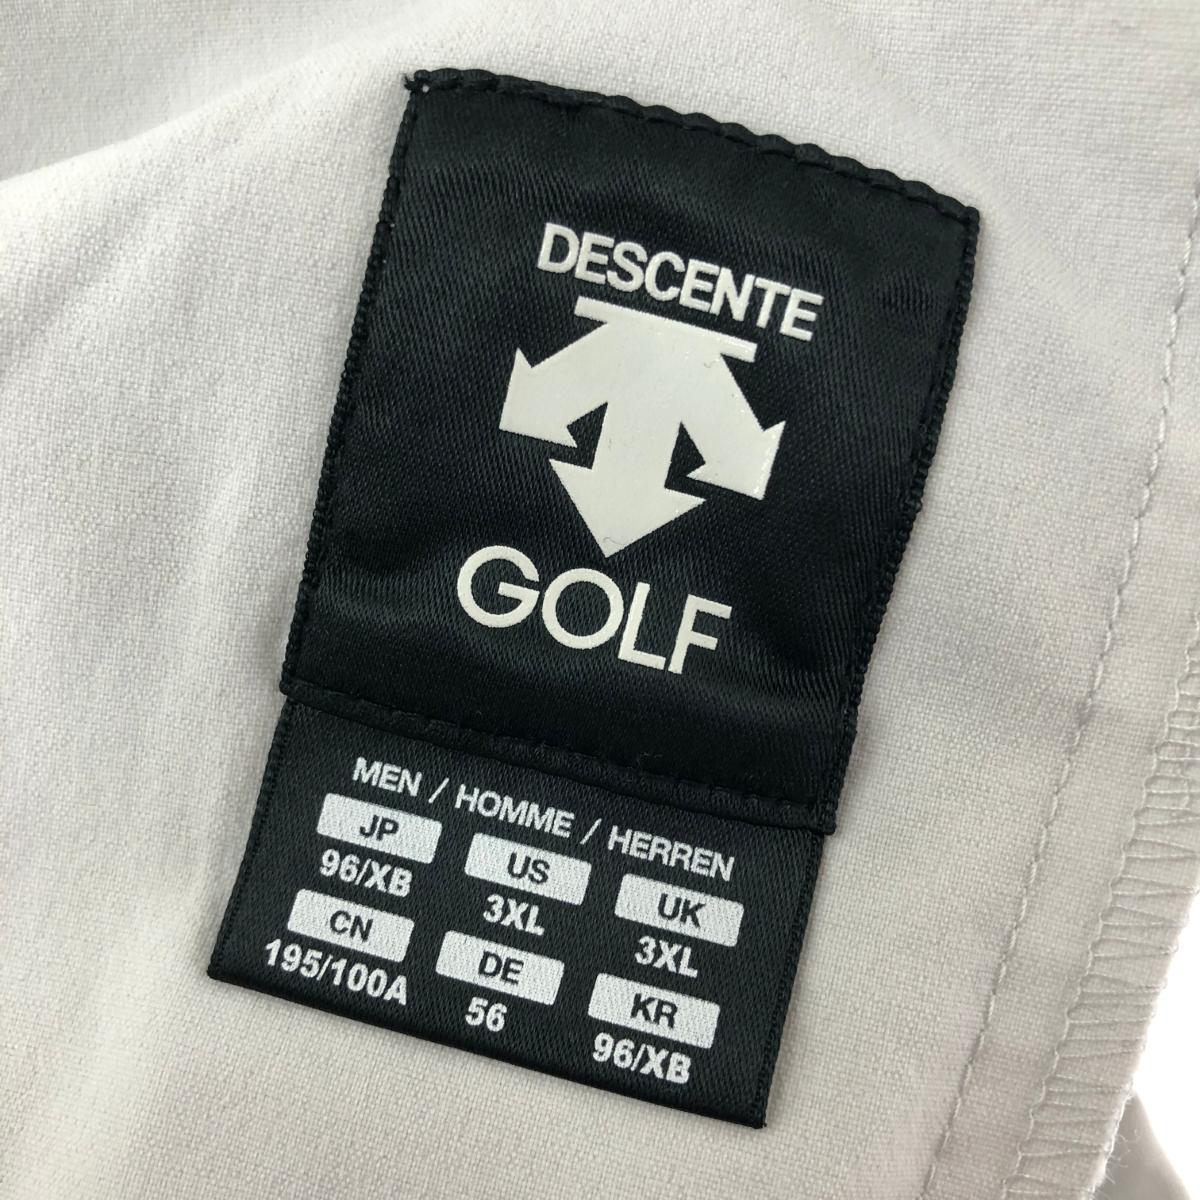 DESCENTE
GOLF
MEN / HOMME / HERREN
JP US UK
96/XB 3XL 3XL
CN DE KR
195/100A 56 96/XB